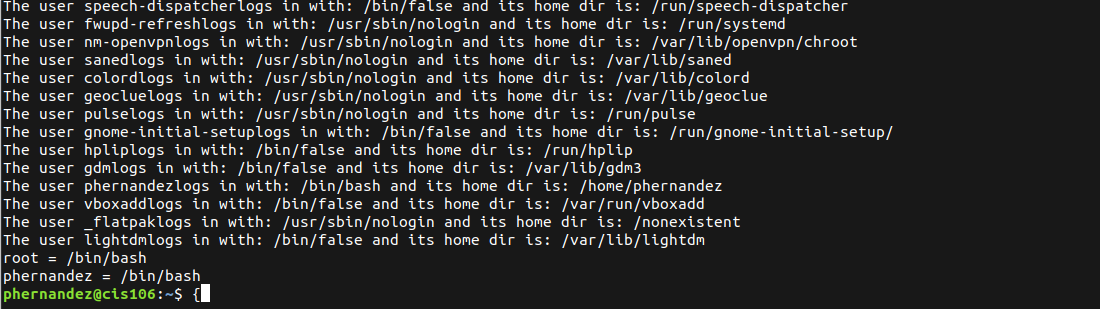 The user speech-dispatcherlogs in with: /bin/false and its home dir is: /run/speech-dispatcher
The user fwupd-refreshlogs in with: /usr/sbin/nologin and its home dir is: /run/systemd
The user nm-openvpnlogs in with: /usr/sbin/nologin and its home dir is: /var/lib/openvpn/chroot
The user sanedlogs in with: /usr/sbin/nologin and its home dir is: /var/lib/saned
The user colordlogs in with: /usr/sbin/nologin and its home dir is: /var/lib/colord
The user geocluelogs in with: /usr/sbin/nologin and its home dir is: /var/lib/geoclue
The user pulselogs in with: /usr/sbin/nologin and its home dir is: /run/pulse
The user gnome-initial-setuplogs in with: /bin/false and its home dir is: /run/gnome-initial-setup/
The user hpliplogs in with: /bin/false and its home dir is: /run/hplip
The user gdmlogs in with: /bin/false and its home dir is: /var/lib/gdm3
The user phernandezlogs in with: /bin/bash and its home dir is: /home/phernandez
The user vboxaddlogs in with: /bin/false and its home dir is: /var/run/vboxadd
The user _flatpaklogs in with: /usr/sbin/nologin and its home dir is: /nonexistent
The user lightdmlogs in with: /bin/false and its home dir is: /var/lib/lightdm
root = /bin/bash
phernandez = /bin/bash
phernandez@cis106:~$ {